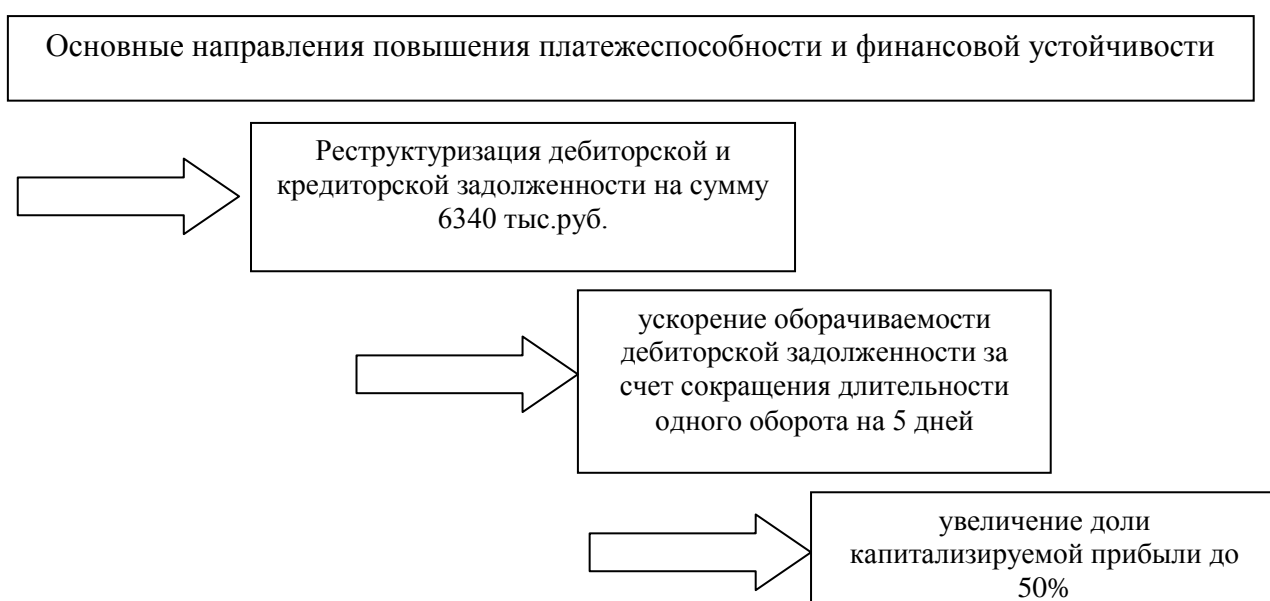 Основные направления повышения платежеспособности и финансовой устойчивости
Реструктуризация дебиторской и
кредиторской задолженности на сумму
6340 тыс.руб.
ускорение оборачиваемости
дебиторской задолженности за
счет сокращения длительности
одного оборота на 5 дней
увеличение доли
капитализируемой прибыли до
50%